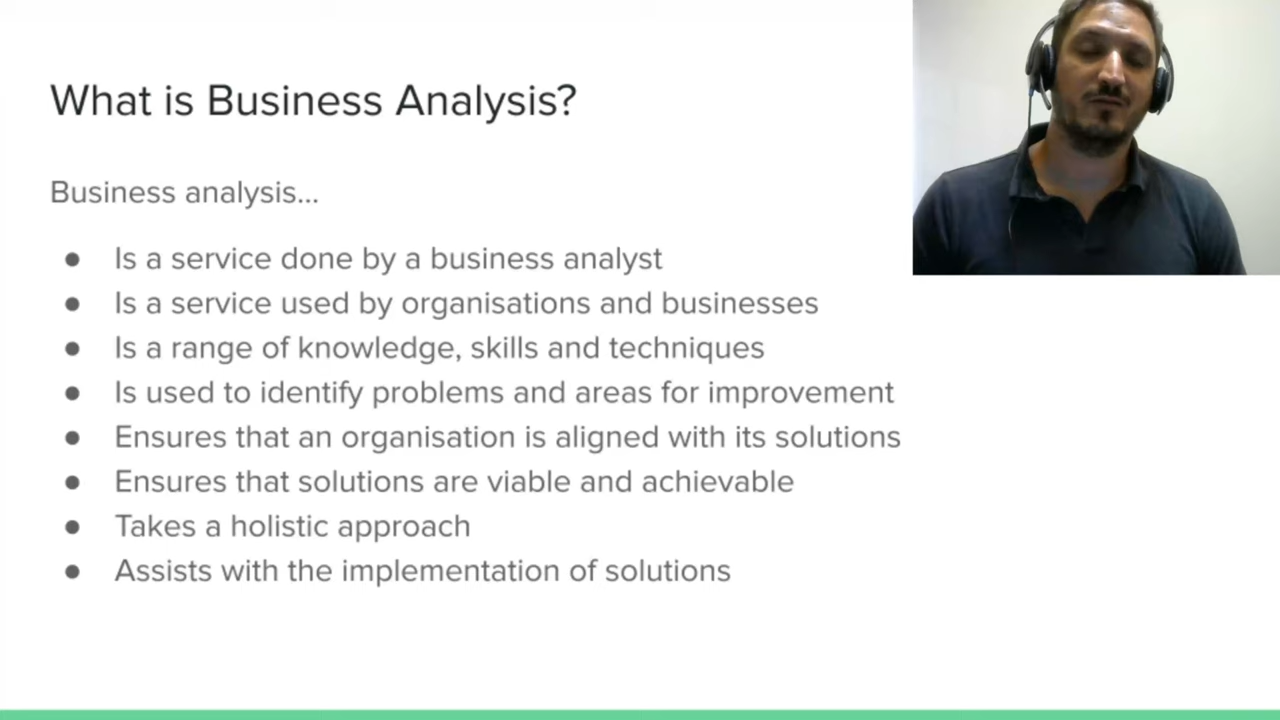 What is Business Analysis?
Business analysis...
● Is a service done by a business analyst
● Is a service used by organisations and businesses
● Is a range of knowledge, skills and techniques
● Is used to identify problems and areas for improvement
● Ensures that an organisation is aligned with its solutions
● Ensures that solutions are viable and achievable
● Takes a holistic approach
● Assists with the implementation of solutions